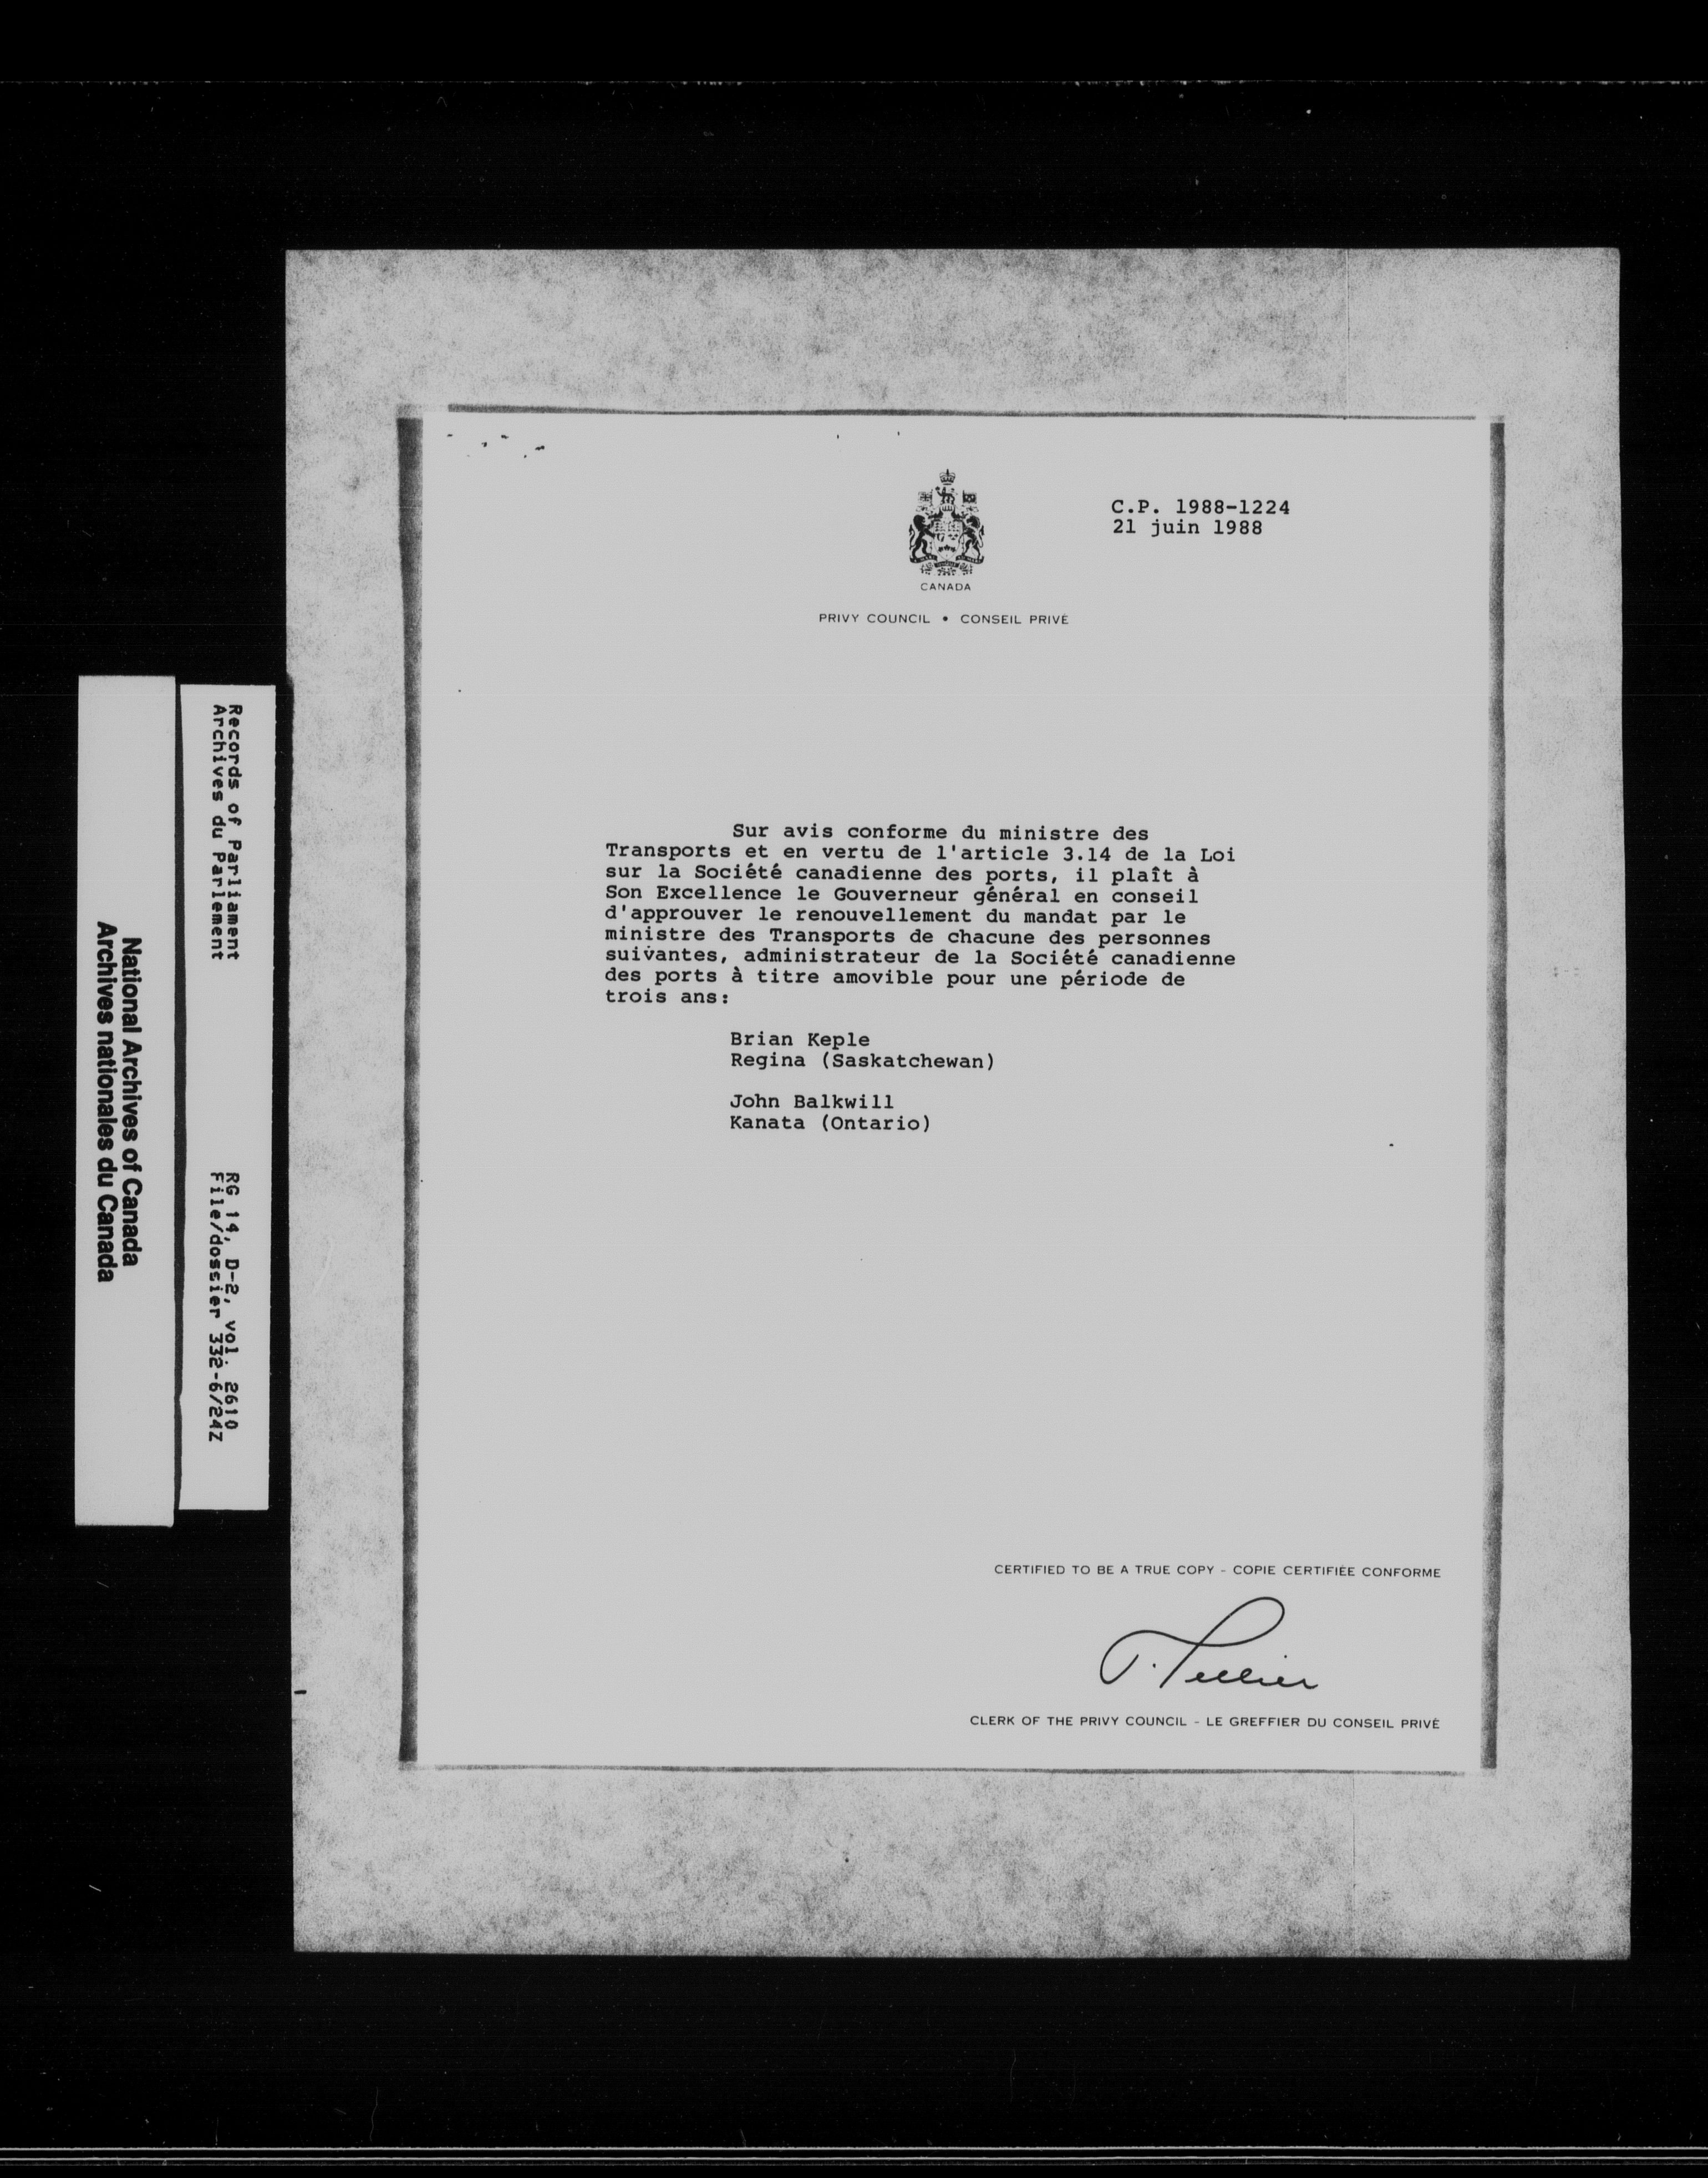 C.P. 1988-1224
21 juin 1988
CANADA
PRIVY COUNCIL • CONSEIL PRIVÉ
Sur avis conforme du ministre des
Transports et en vertu de l'article 3.14 de la Loi
sur la Société canadienne des ports, il plaît à
Son Excellence le Gouverneur général en conseil
d'approuver le renouvellement du mandat par le
ministre des Transports de chacune des personnes
suivantes, administrateur de la Société canadienne
des ports à titre amovible pour une période de
trois ans:
Brian Keple
Regina (Saskatchewan)
John Balkwill
Kanata (Ontario)
CERTIFIED TO BE A TRUE COPY - COPIE CERTIFIÉE CONFORME
P. Tellier
CLERK OF THE PRIVY COUNCIL - LE GREFFIER DU CONSEIL PRIVÉ
Records of Parliament
Archives du Parlement
RG 14, D-2, vol. 2610
File/dossier 332-6/24Z
National Archives of Canada
Archives nationales du Canada